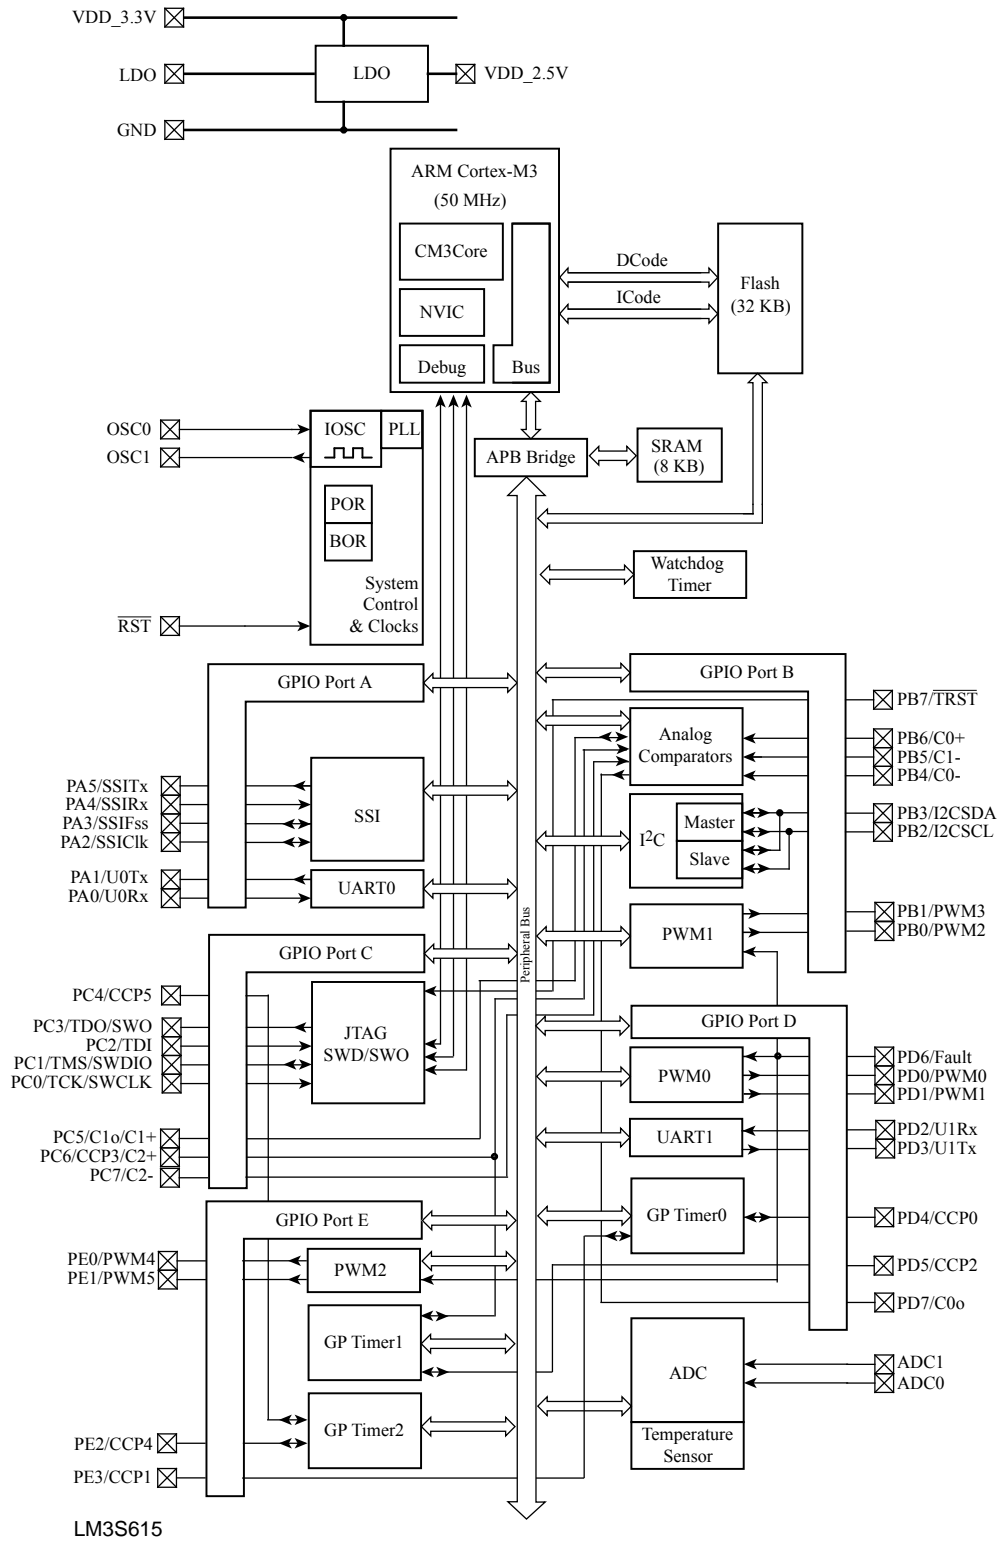 VDD_3.3V
LDO
LDO
VDD_2.5V
GND
ARM Cortex-M3
(50 MHz)
CM3Core
NVIC
Debug
Bus
DCode
ICode
Flash
(32 KB)
OSC0
OSC1
IOSC
PLL
POR
BOR
System
Control
& Clocks
RST
APB Bridge
SRAM
(8 KB)
Watchdog
Timer
Peripheral Bus
GPIO Port A
PA5/SSITx
PA4/SSIRx
PA3/SSIFss
PA2/SSIClk
SSI
PA1/U0Tx
PA0/U0Rx
UART0
GPIO Port B
PB7/TRST
Analog
Comparators
PB6/C0+
PB5/C1-
PB4/C0-
I2C
Master
Slave
PB3/I2CSDA
PB2/I2CSCL
PWM1
PB1/PWM3
PB0/PWM2
GPIO Port C
PC4/CCP5
PC3/TDO/SWO
PC2/TDI
PC1/TMS/SWDIO
PC0/TCK/SWCLK
JTAG
SWD/SWO
PC5/C1o/C1+
PC6/CCP3/C2+
PC7/C2-
GPIO Port D
PWM0
PD6/Fault
PD0/PWM0
PD1/PWM1
UART1
PD2/U1Rx
PD3/U1Tx
GP Timer0
PD4/CCP0
PD5/CCP2
PD7/C0o
GPIO Port E
PE0/PWM4
PE1/PWM5
PWM2
GP Timer1
GP Timer2
PE2/CCP4
PE3/CCP1
ADC
Temperature
Sensor
ADC1
ADC0
LM3S615